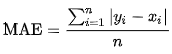 MAE = \frac{\sum_{i=1}^{n} |y_i - x_i|}{n}